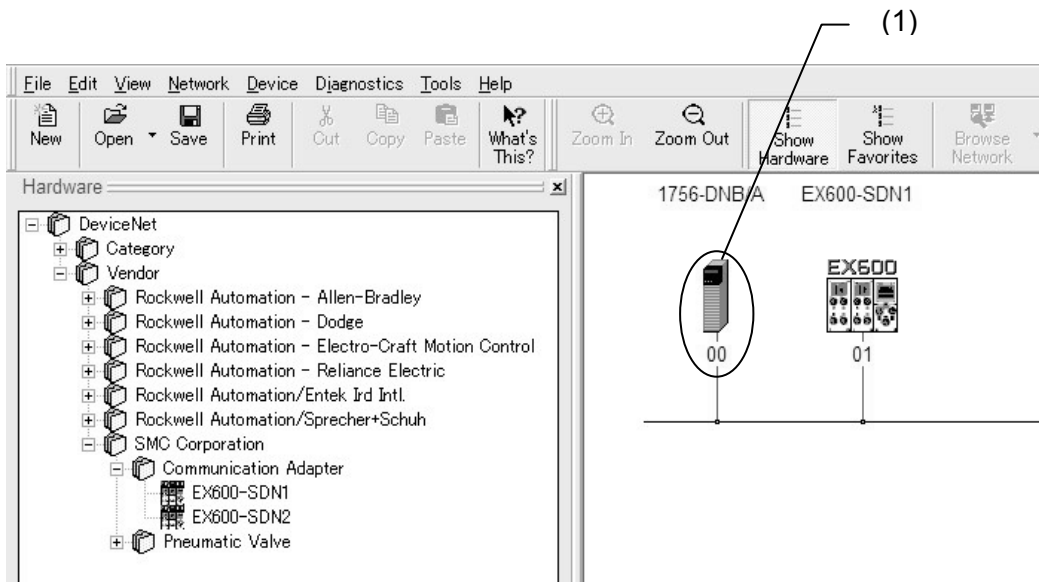 (1)
File Edit View Network Device Diagnostics Tools Help
New Open Save Print Cut Copy Paste What's This? Zoom In Zoom Out Show Hardware Show Favorites Browse Network
Hardware
DeviceNet
Category
Vendor
Rockwell Automation - Allen-Bradley
Rockwell Automation - Dodge
Rockwell Automation - Electro-Craft Motion Control
Rockwell Automation - Reliance Electric
Rockwell Automation/Entek Ird Intl.
Rockwell Automation/Sprecher+Schuh
SMC Corporation
Communication Adapter
EX600-SDN1
EX600-SDN2
Pneumatic Valve
1756-DNB/A EX600-SDN1
EX600
00 01